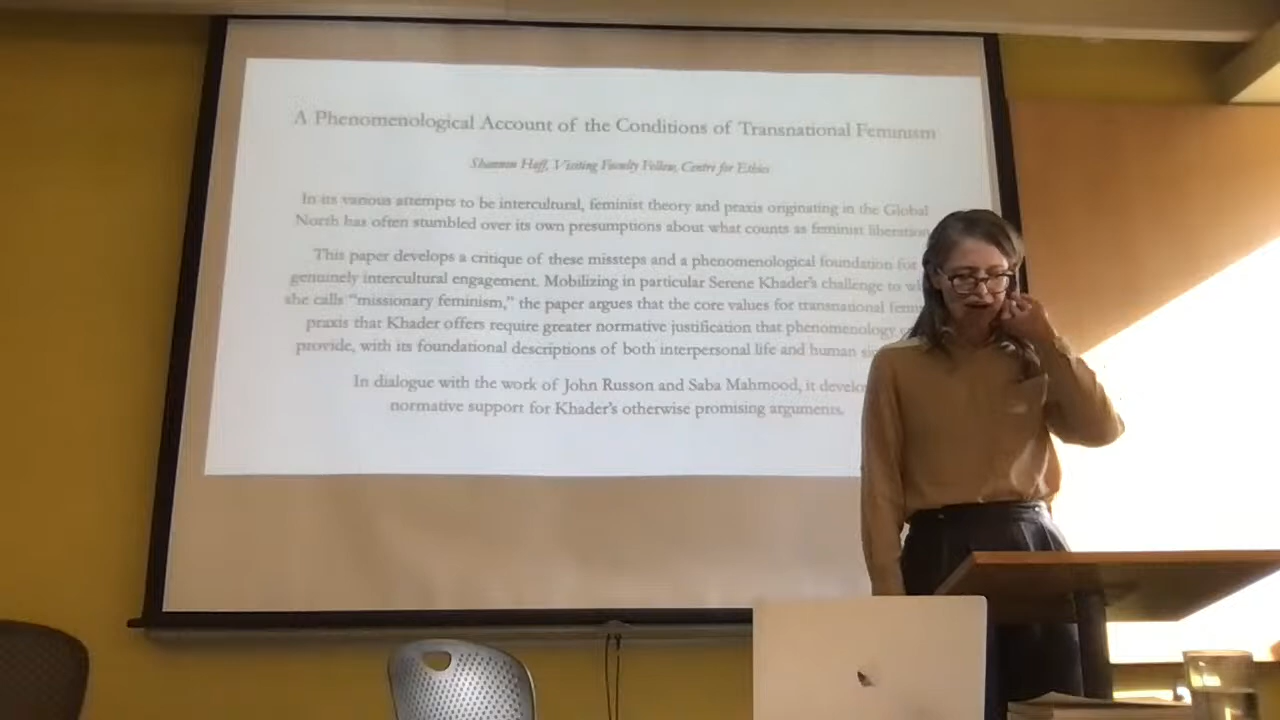 A Phenomenological Account of the Conditions of Transnational Feminism
Shannon Hoff, Visiting Faculty Fellow, Centre for Ethics
In its various attempts to be intercultural, feminist theory and praxis originating in the Global
North has often stumbled over its own presumptions about what counts as feminist liberation
This paper develops a critique of these missteps and a phenomenological foundation for
genuinely intercultural engagement. Mobilizing in particular Serene Khader's challenge to
she calls "missionary feminism," the paper argues that the core values for transnational
praxis that Khader offers require greater normative justification that phenomenology
provide, with its foundational descriptions of both interpersonal life and human
In dialogue with the work of John Russon and Saba Mahmood, it
normative support for Khader's otherwise promising arguments.